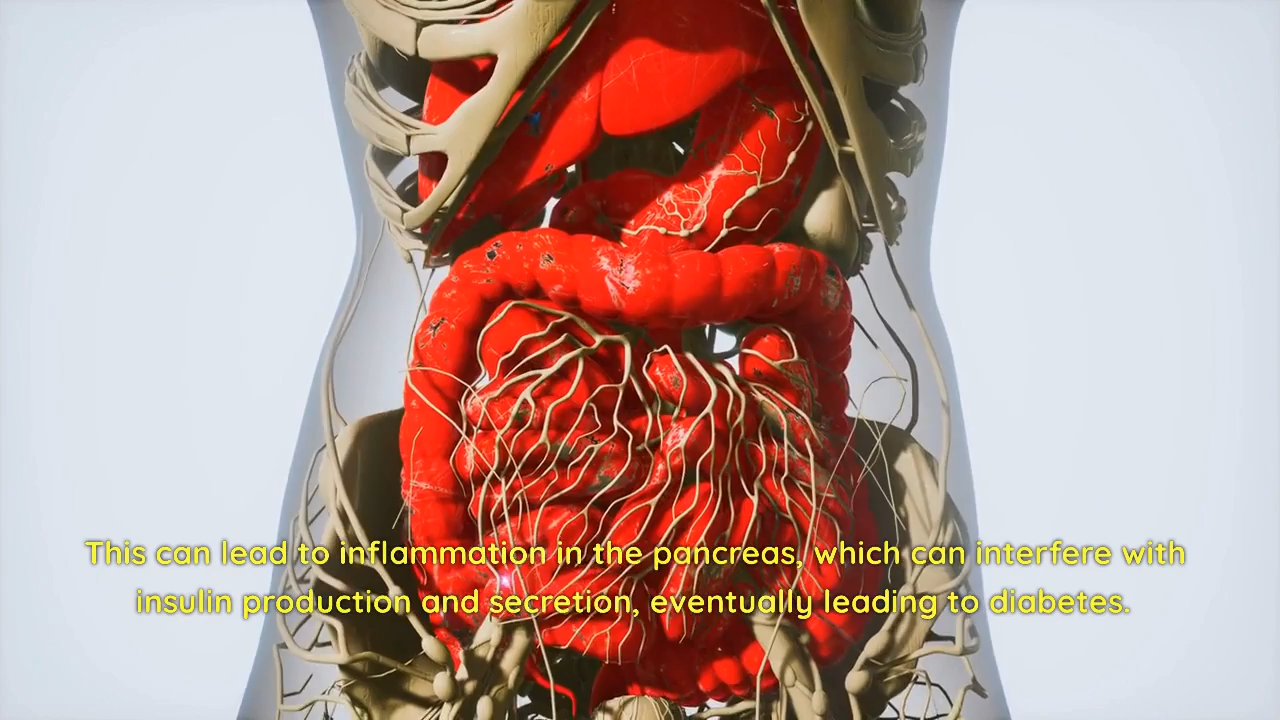 This can lead to inflammation in the pancreas, which can interfere with
insulin production and secretion, eventually leading to diabetes.